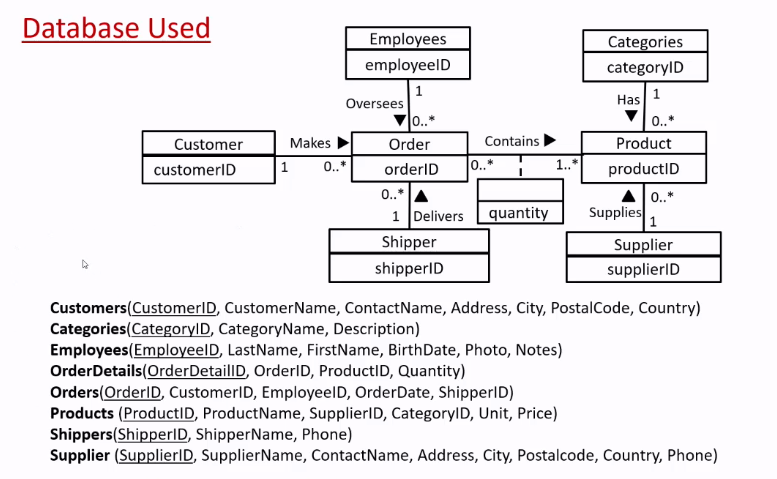 Database Used
Employees
employeeID
Categories
categoryID
1
Oversees
0..*
1
Has
0..*
Customer
customerID
Makes
1
0..*
Order
orderID
Contains
0..*
1..*
Product
productID
quantity
0..*
1
Delivers
Supplies
0..*
1
Shipper
shipperID
Supplier
supplierID
Customers(CustomerID, CustomerName, ContactName, Address, City, PostalCode, Country)
Categories(CategoryID, CategoryName, Description)
Employees(EmployeeID, LastName, FirstName, BirthDate, Photo, Notes)
OrderDetails(OrderDetailID, OrderID, ProductID, Quantity)
Orders(OrderID, CustomerID, EmployeeID, OrderDate, ShipperID)
Products (ProductID, ProductName, SupplierID, CategoryID, Unit, Price)
Shippers(ShipperID, ShipperName, Phone)
Supplier (SupplierID, SupplierName, ContactName, Address, City, Postalcode, Country, Phone)